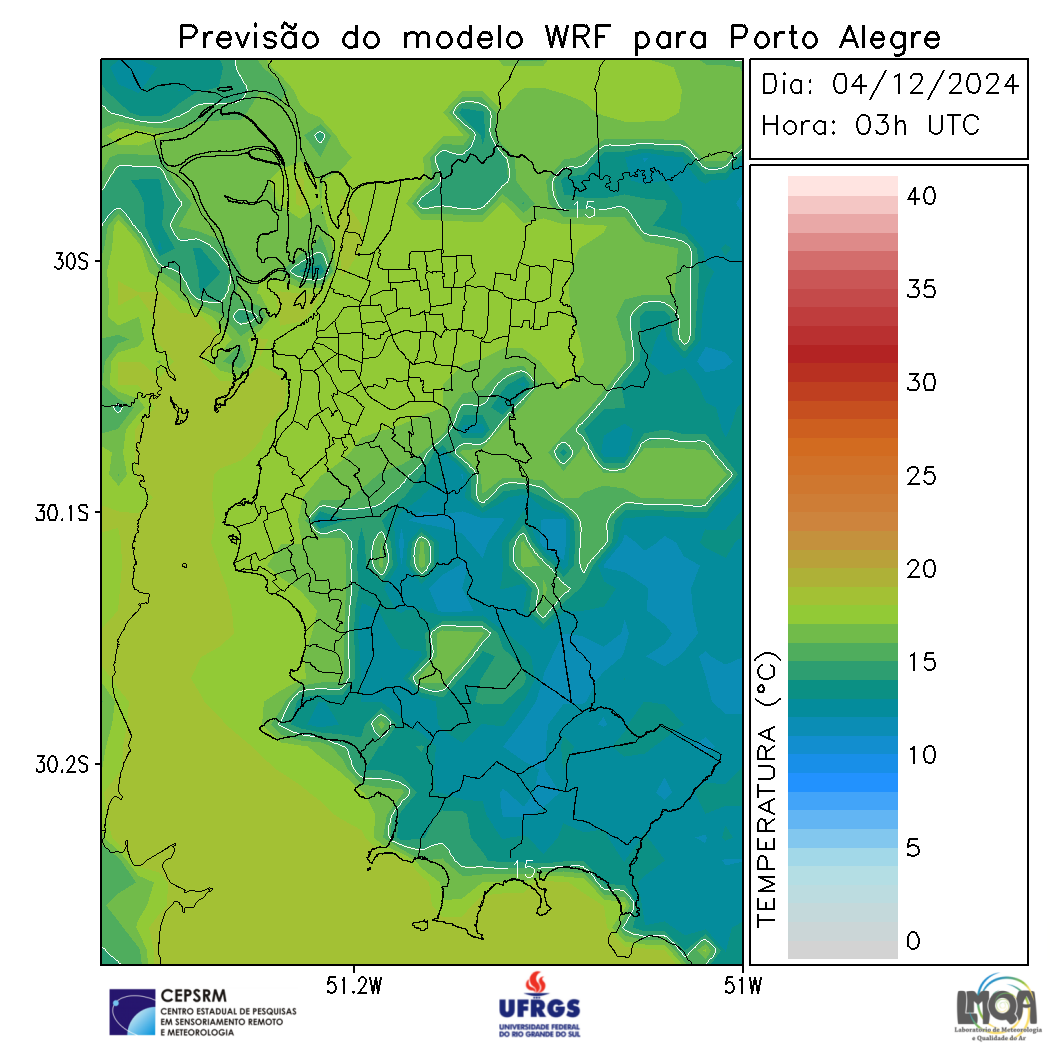 Previsão do modelo WRF para Porto Alegre
Dia: 04/12/2024
Hora: 03h UTC
40
35
30
25
20
15
10
5
0
TEMPERATURA (°C)
30S
30.1S
30.2S
15
15
51.2W
51W
CEPSRM
CENTRO ESTADUAL DE PESQUISAS
EM SENSORIAMENTO REMOTO
E METEOROLOGIA
UFRGS
UNIVERSIDADE FEDERAL
DO RIO GRANDE DO SUL
LMQA
Laboratório de Meteorologia
e Qualidade do Ar